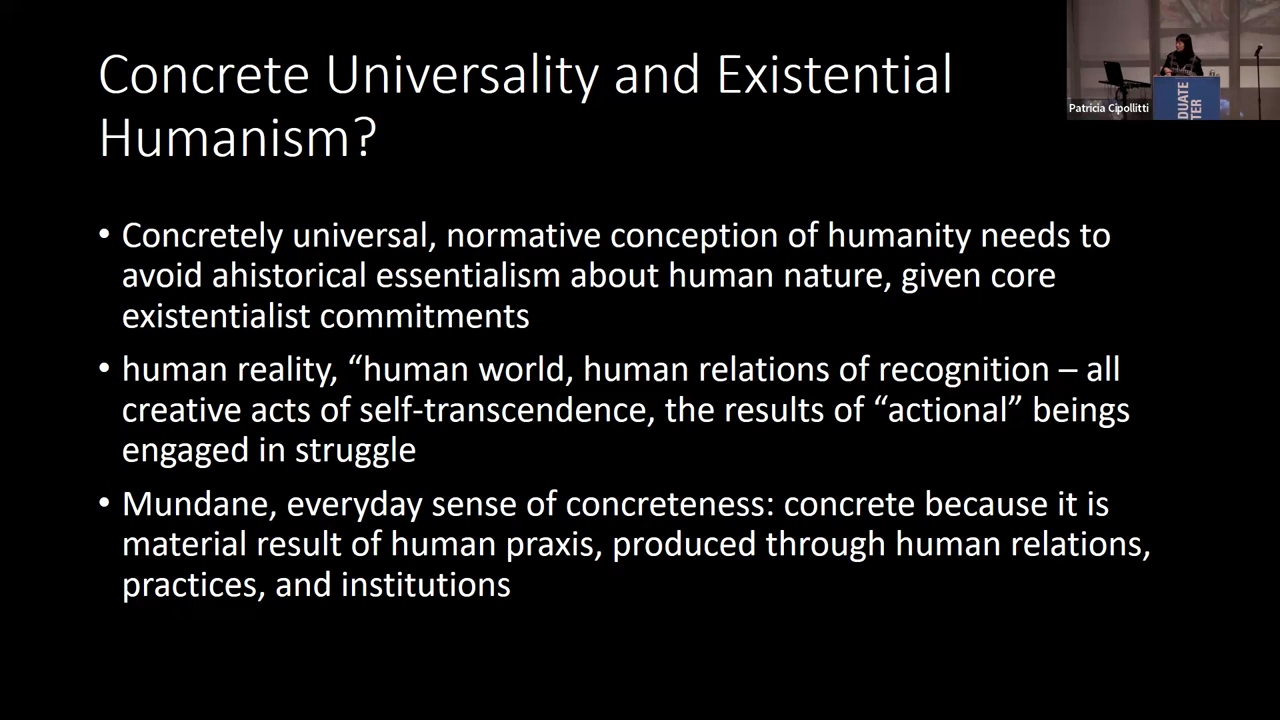 Concrete Universality and Existential
Humanism?
• Concretely universal, normative conception of humanity needs to
avoid ahistorical essentialism about human nature, given core
existentialist commitments
• human reality, “human world, human relations of recognition – all
creative acts of self-transcendence, the results of “actional” beings
engaged in struggle
• Mundane, everyday sense of concreteness: concrete because it is
material result of human praxis, produced through human relations,
practices, and institutions
Patricia Cipollitti
DUATE
TER